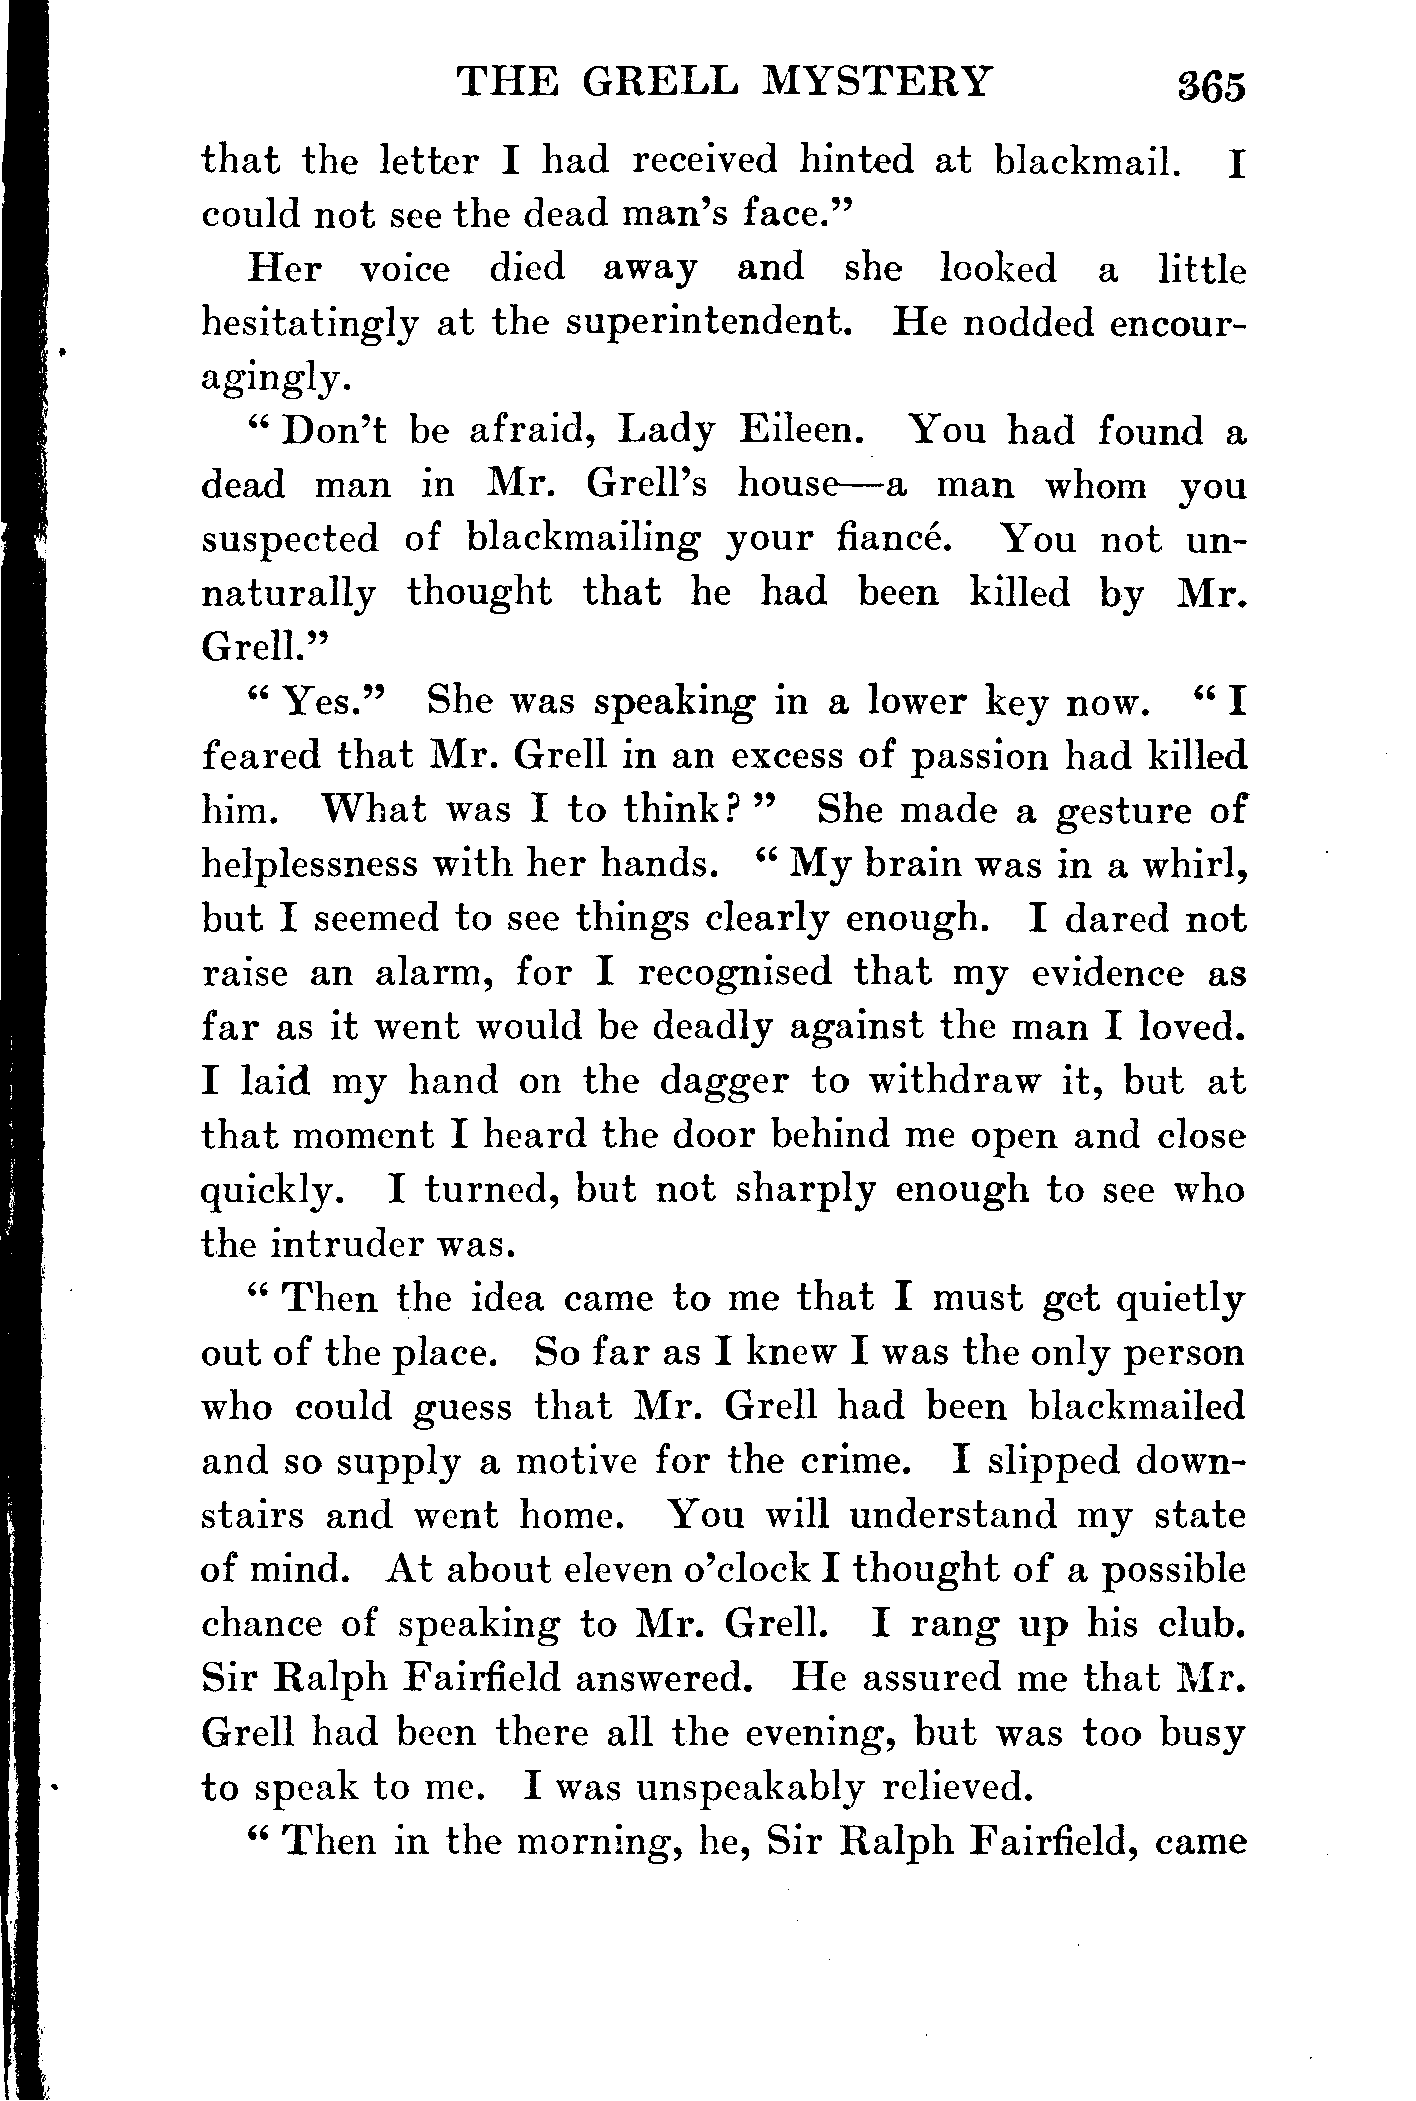 THE GRELL MYSTERY 365
that the letter I had received hinted at blackmail. I
could not see the dead man's face.”
Her voice died away and she looked a little
hesitatingly at the superintendent. He nodded encour-
agingly.
“ Don't be afraid, Lady Eileen. You had found a
dead man in Mr. Grell's house—a man whom you
suspected of blackmailing your fiancé. You not un-
naturally thought that he had been killed by Mr.
Grell.”
“ Yes.” She was speaking in a lower key now. “ I
feared that Mr. Grell in an excess of passion had killed
him. What was I to think? ” She made a gesture of
helplessness with her hands. “ My brain was in a whirl,
but I seemed to see things clearly enough. I dared not
raise an alarm, for I recognised that my evidence as
far as it went would be deadly against the man I loved.
I laid my hand on the dagger to withdraw it, but at
that moment I heard the door behind me open and close
quickly. I turned, but not sharply enough to see who
the intruder was.
“ Then the idea came to me that I must get quietly
out of the place. So far as I knew I was the only person
who could guess that Mr. Grell had been blackmailed
and so supply a motive for the crime. I slipped down-
stairs and went home. You will understand my state
of mind. At about eleven o'clock I thought of a possible
chance of speaking to Mr. Grell. I rang up his club.
Sir Ralph Fairfield answered. He assured me that Mr.
Grell had been there all the evening, but was too busy
to speak to me. I was unspeakably relieved.
“ Then in the morning, he, Sir Ralph Fairfield, came